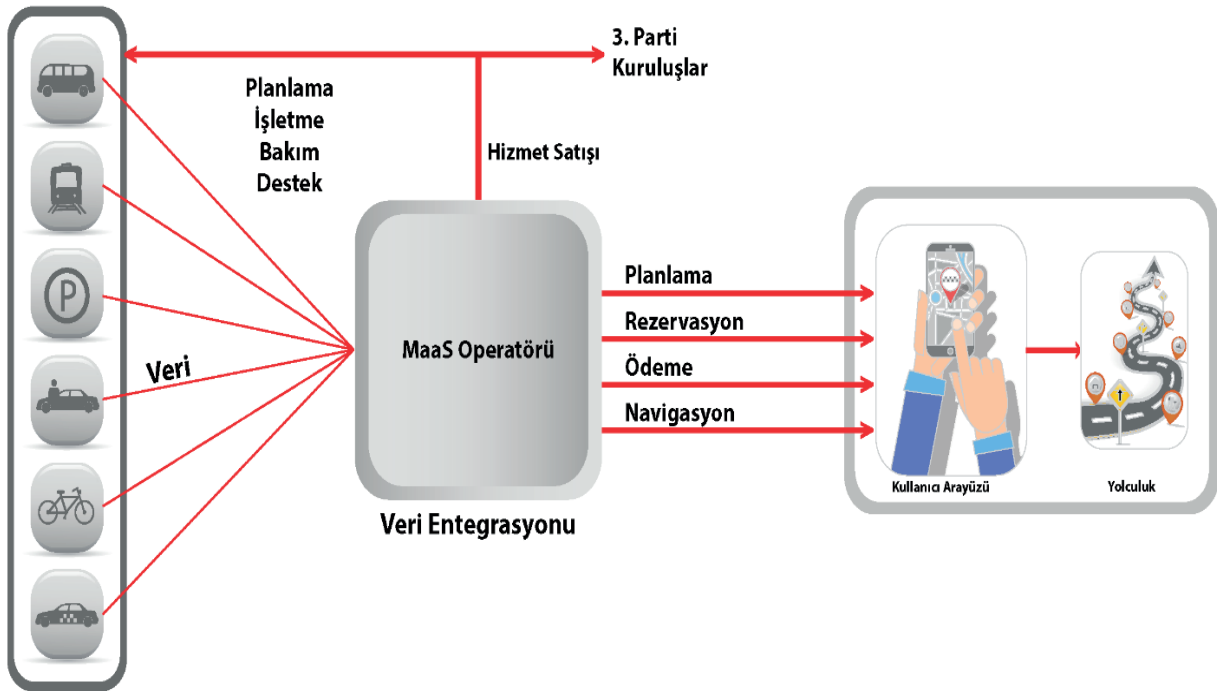 3. Parti
Kuruluşlar
Planlama
İşletme
Bakım
Destek
Hizmet Satışı
P
Veri
MaaS Operatörü
Veri Entegrasyonu
Planlama
Rezervasyon
Ödeme
Navigasyon
Kullanıcı Arayüzü
Yolculuk